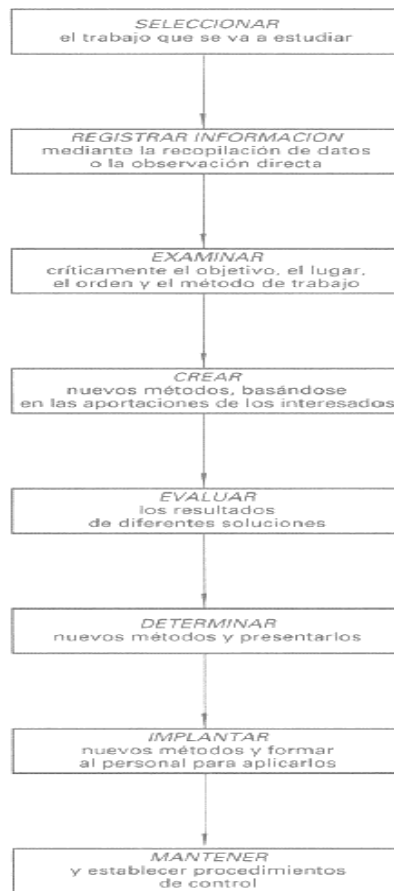 SELECCIONAR
el trabajo que se va a estudiar
REGISTRAR INFORMACION
mediante la recopilación de datos
o la observación directa
EXAMINAR
críticamente el objetivo, el lugar,
el orden y el método de trabajo
CREAR
nuevos métodos, basándose
en las aportaciones de los interesados
EVALUAR
los resultados
de diferentes soluciones
DETERMINAR
nuevos métodos y presentarlos
IMPLANTAR
nuevos métodos y formar
al personal para aplicarlos
MANTENER
y establecer procedimientos
de control